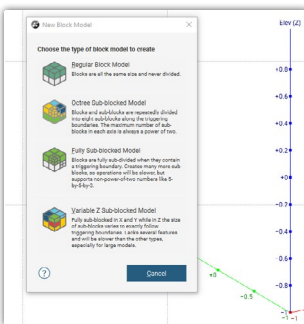 New Block Model
Choose the type of block model to create
Regular Block Model
Blocks are all the same size and never divided.
Octree Sub-blocked Model
Blocks and sub-blocks are repeatedly divided
into eight sub-blocks along the triggering
boundaries. The maximum number of sub-
blocks in each axis is always a power of two.
Fully Sub-blocked Model
Blocks are fully sub-divided when they contain
a triggering boundary. Creates many more sub-
blocks, so operations will be slower, but
supports non-power-of-two numbers like 5-
by-5-by-2.
Variable Z Sub-blocked Model
Fully sub-blocked in X and Y while in Z the size
of sub-blocks varies to exactly follow
triggering boundaries. Lacks several features
and will be slower than the other types,
especially for large models.
?
Cancel
Elev (Z)
+0.8
+0.6
+0.4
+0.2
-0.2
-0.4
-0.6
-0.8
+0
-0.5
-1
-1
-1